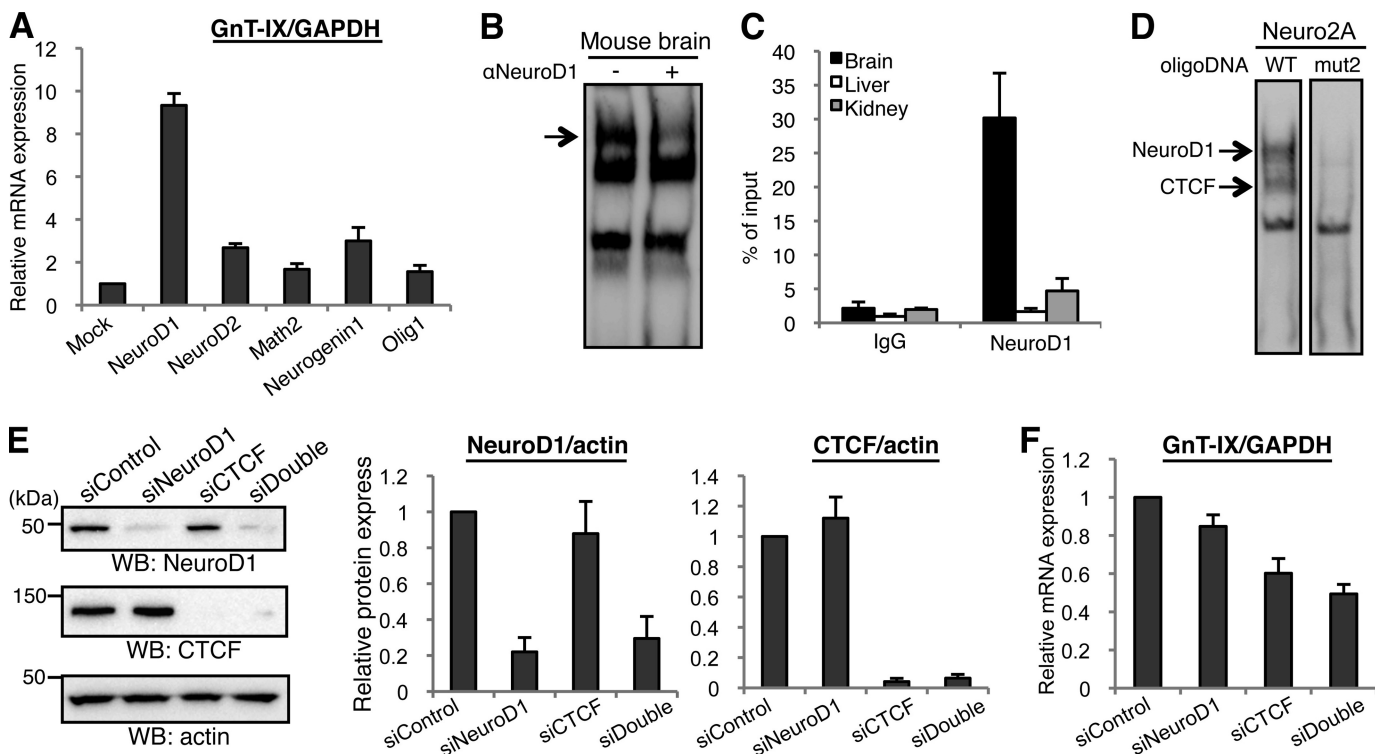 A
GnT-IX/GAPDH
Relative mRNA expression
12
10
8
6
4
2
0
Mock
NeuroD1
NeuroD2
Math2
Neurogenin1
Olig1
B
Mouse brain
αNeuroD1 - +
C
% of input
40
35
30
25
20
15
10
5
0
Brain
Liver
Kidney
IgG
NeuroD1
D
Neuro2A
oligoDNA WT mut2
NeuroD1
CTCF
E
siControl
siNeuroD1
siCTCF
siDouble
(kDa)
50
WB: NeuroD1
150
WB: CTCF
50
WB: actin
NeuroD1/actin
Relative protein express
1.2
1
0.8
0.6
0.4
0.2
0
siControl
siNeuroD1
siCTCF
siDouble
CTCF/actin
1.4
1.2
1
0.8
0.6
0.4
0.2
0
siControl
siNeuroD1
siCTCF
siDouble
F
GnT-IX/GAPDH
Relative mRNA expression
1.2
1
0.8
0.6
0.4
0.2
0
siControl
siNeuroD1
siCTCF
siDouble